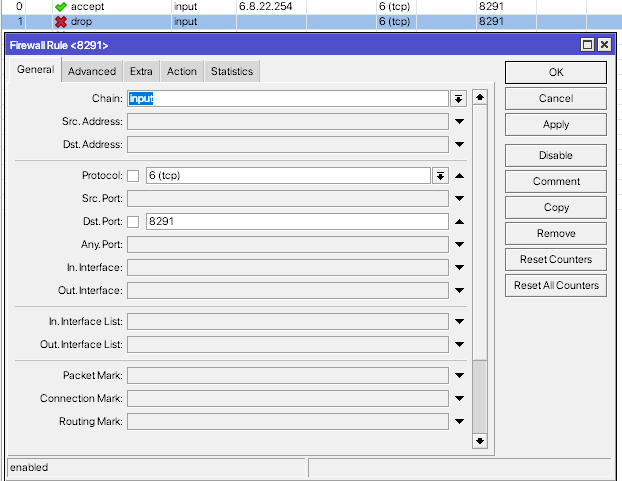 0 accept input 6.8.22.254 6 (tcp) 8291
1 drop input 6 (tcp) 8291
Firewall Rule <8291>
General Advanced Extra Action Statistics
Chain: input
Src. Address:
Dst. Address:
Protocol: 6 (tcp)
Src. Port:
Dst. Port: 8291
Any. Port:
In. Interface:
Out. Interface:
In. Interface List:
Out. Interface List:
Packet Mark:
Connection Mark:
Routing Mark:
OK
Cancel
Apply
Disable
Comment
Copy
Remove
Reset Counters
Reset All Counters
enabled